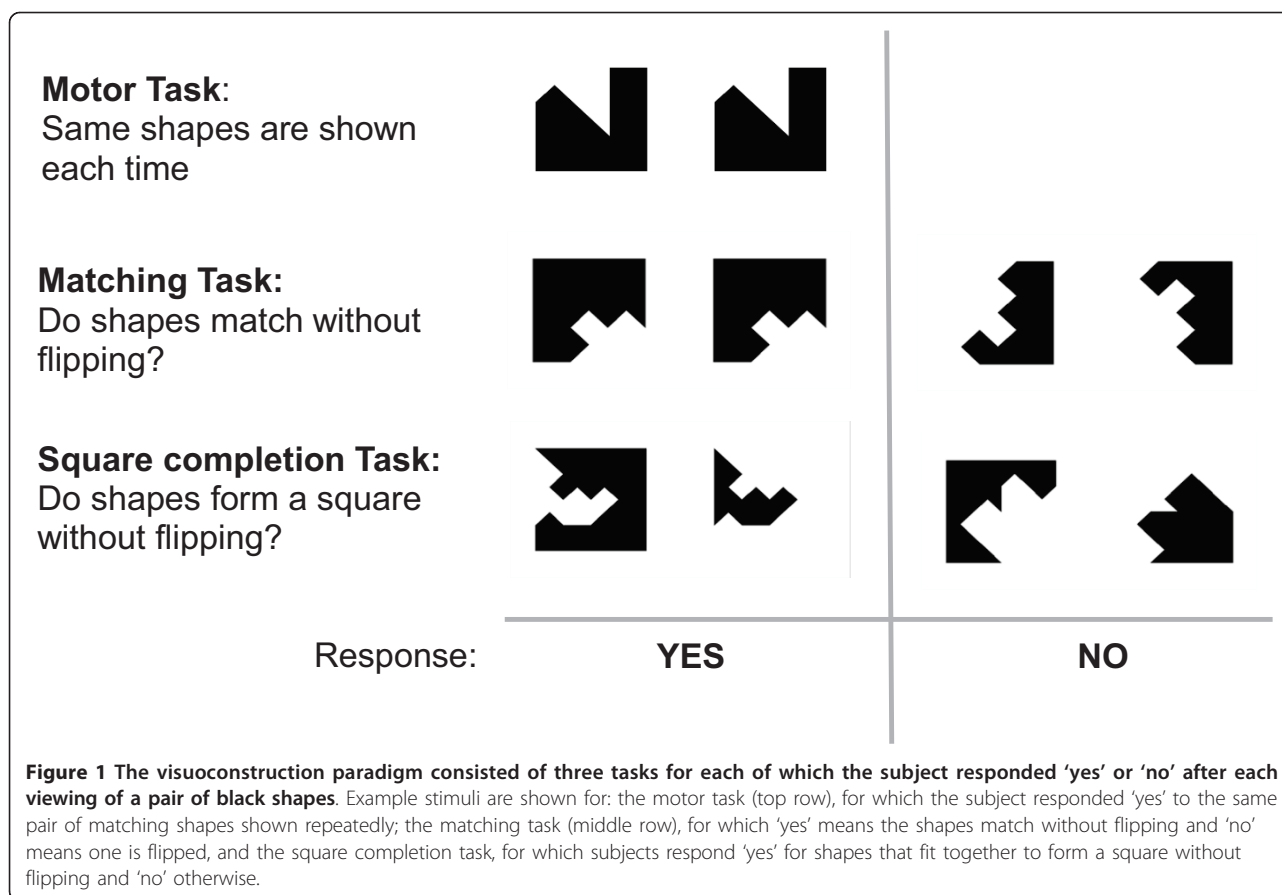 Motor Task:
Same shapes are shown
each time
Matching Task:
Do shapes match without
flipping?
Square completion Task:
Do shapes form a square
without flipping?
Response:
YES
NO
Figure 1 The visuoconstruction paradigm consisted of three tasks for each of which the subject responded ‘yes’ or ‘no’ after each
viewing of a pair of black shapes. Example stimuli are shown for: the motor task (top row), for which the subject responded ‘yes’ to the same
pair of matching shapes shown repeatedly; the matching task (middle row), for which ‘yes’ means the shapes match without flipping and ‘no’
means one is flipped, and the square completion task, for which subjects respond ‘yes’ for shapes that fit together to form a square without
flipping and ‘no’ otherwise.